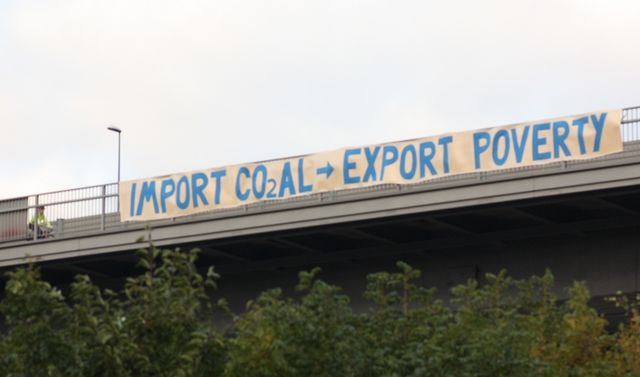 IMPORT CO₂AL → EXPORT POVERTY